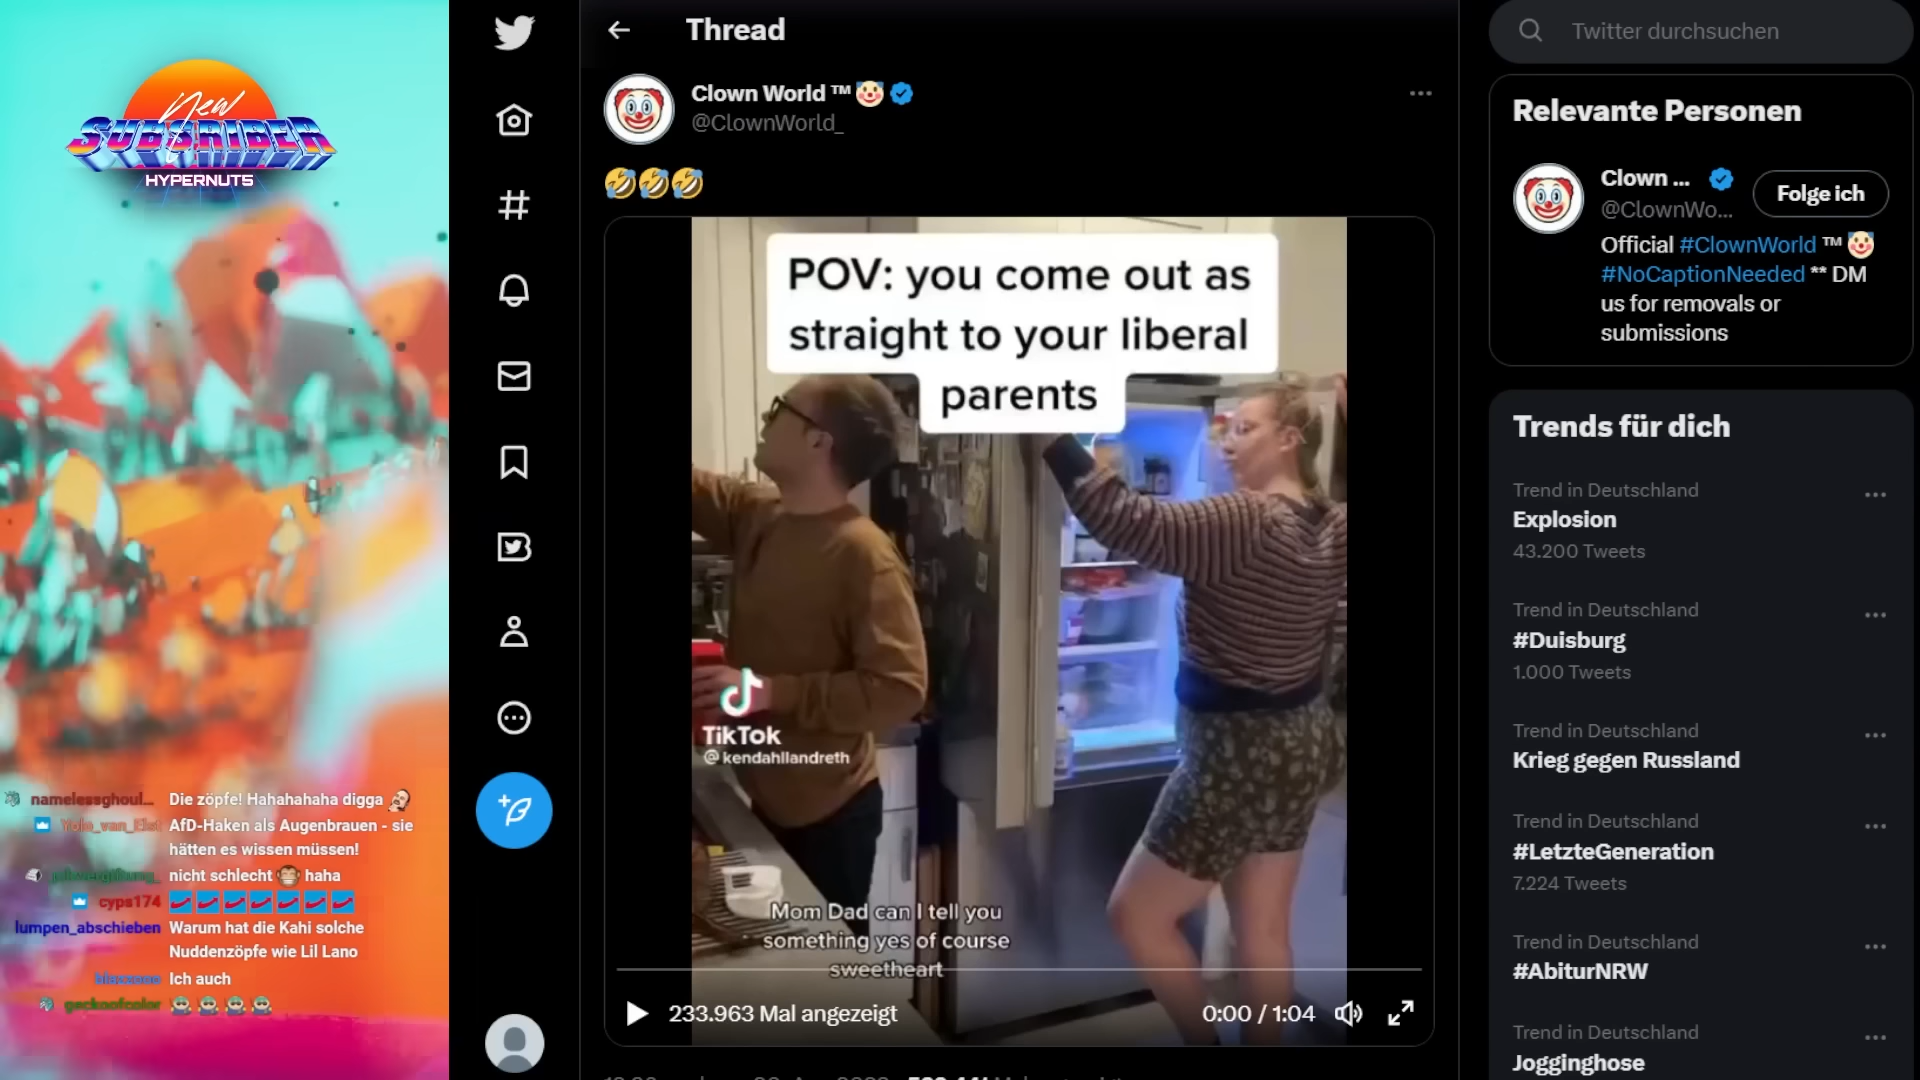 New
SUBSRIBER
HYPERNUTS
namelessghoul... Die zöpfe! Hahahahaha digga
Yolo_van_Elst AfD-Haken als Augenbrauen - sie
hätten es wissen müssen!
nicht schlecht haha
cyps174
lumpen_abschieben Warum hat die Kahi solche
Nuddenzöpfe wie Lil Lano
Ich auch
geckoofcolor
Thread
Clown World ™
@ClownWorld_
POV: you come out as
straight to your liberal
parents
TikTok
@kendahllandreth
Mom Dad can I tell you
something yes of course
sweetheart
233.963 Mal angezeigt
0:00 / 1:04
Twitter durchsuchen
Relevante Personen
Clown ...
@ClownWo...
Folge ich
Official #ClownWorld ™
#NoCaptionNeeded ** DM
us for removals or
submissions
Trends für dich
Trend in Deutschland
Explosion
43.200 Tweets
Trend in Deutschland
#Duisburg
1.000 Tweets
Trend in Deutschland
Krieg gegen Russland
Trend in Deutschland
#LetzteGeneration
7.224 Tweets
Trend in Deutschland
#AbiturNRW
Trend in Deutschland
Jogginghose